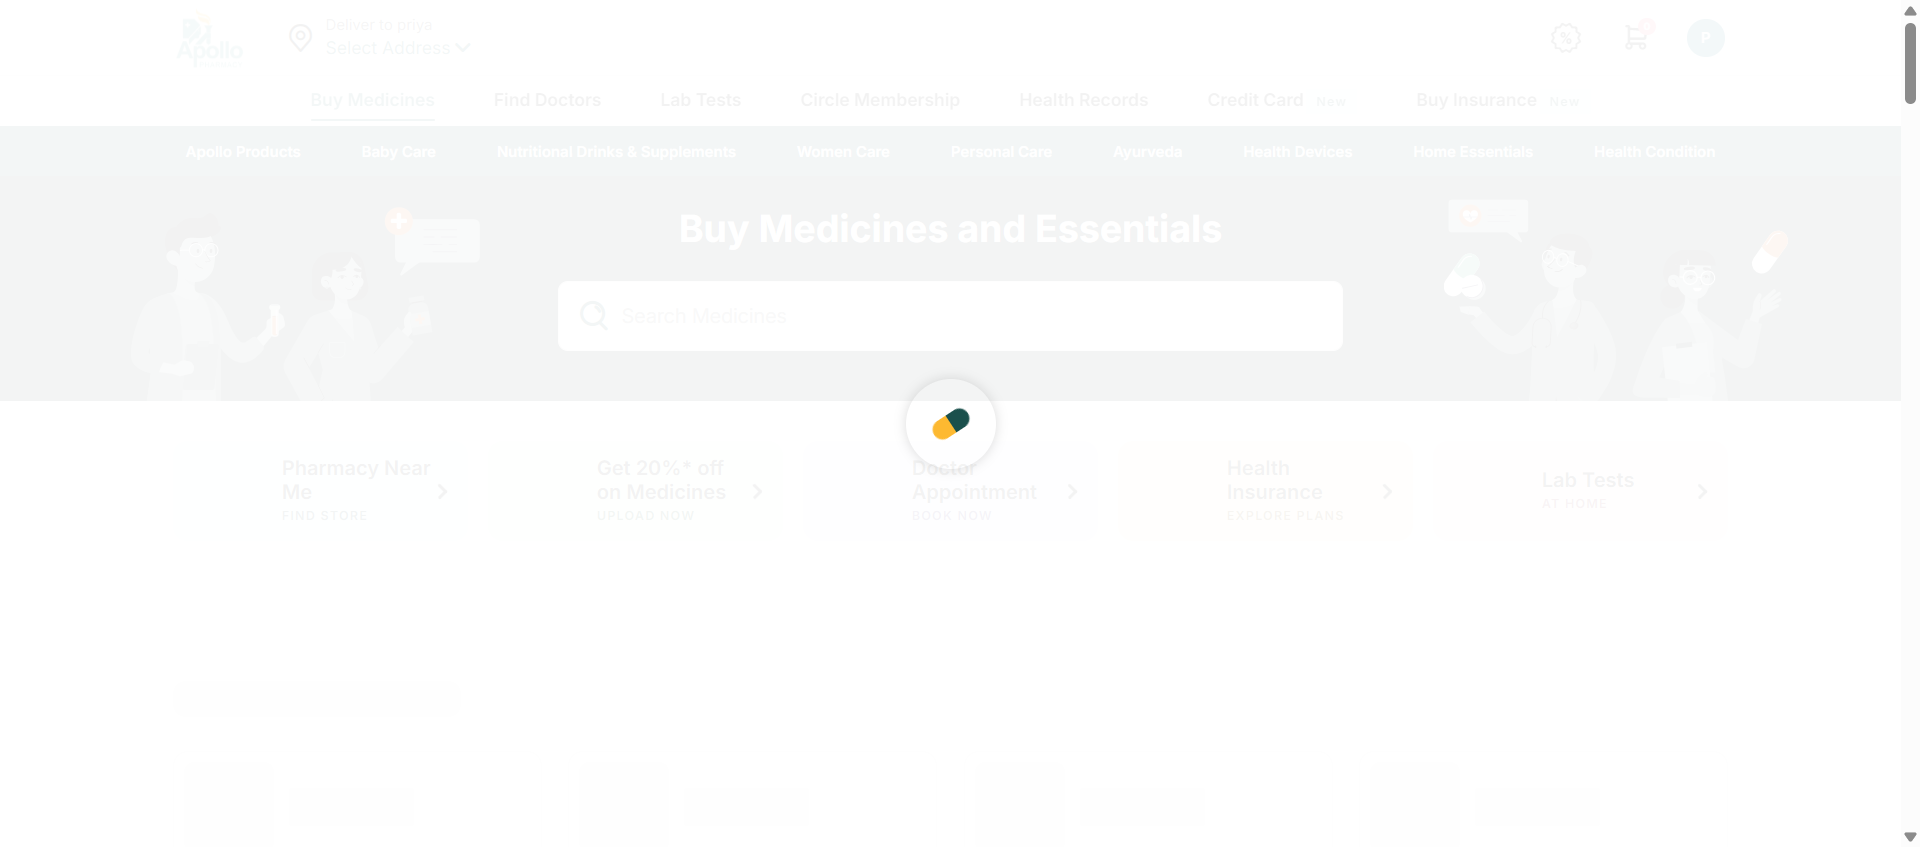 Apollo
Deliver to priya
Select Address
P
Buy Medicines
Find Doctors
Lab Tests
Circle Membership
Health Records
Credit Card New
Buy Insurance New
Apollo Products
Baby Care
Nutritional Drinks & Supplements
Women Care
Personal Care
Ayurveda
Health Devices
Home Essentials
Health Condition
Buy Medicines and Essentials
Search Medicines
Pharmacy Near
Me
FIND STORE
Get 20%* off
on Medicines
UPLOAD NOW
Doctor
Appointment
BOOK NOW
Health
Insurance
EXPLORE PLANS
Lab Tests
AT HOME